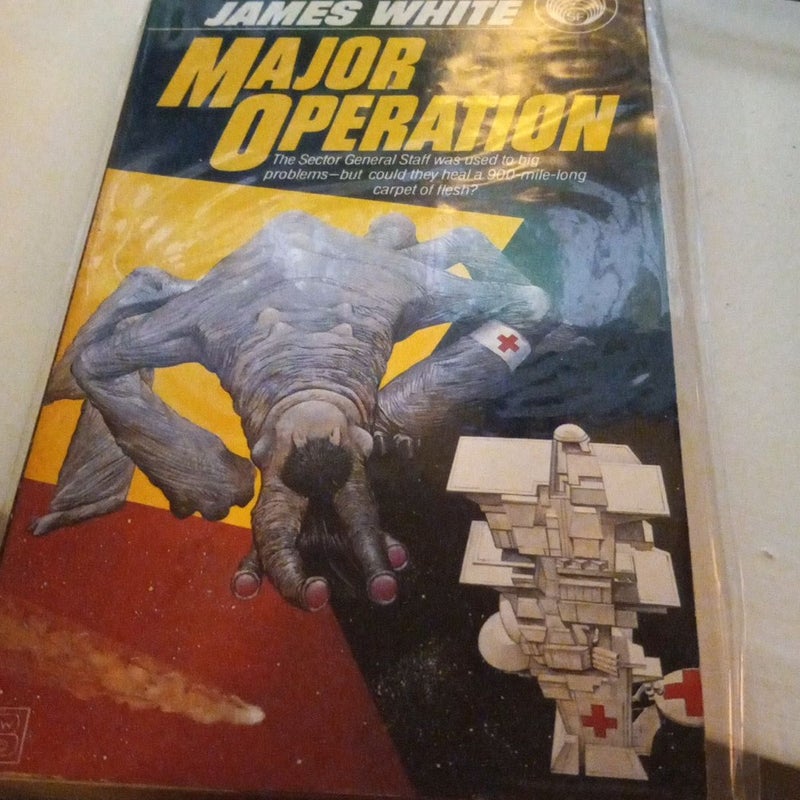 JAMES WHITE
SF
MAJOR
OPERATION
The Sector General Staff was used to big
problems—but could they heal a 900-mile-long
carpet of flesh?